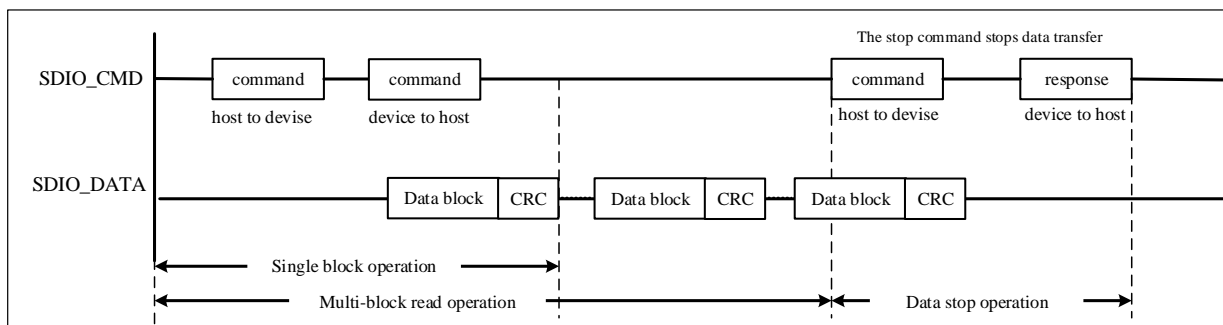 The stop command stops data transfer
SDIO_CMD command command command response
host to devise device to host host to devise device to host
SDIO_DATA
Data block CRC Data block CRC Data block CRC
Single block operation
Multi-block read operation Data stop operation